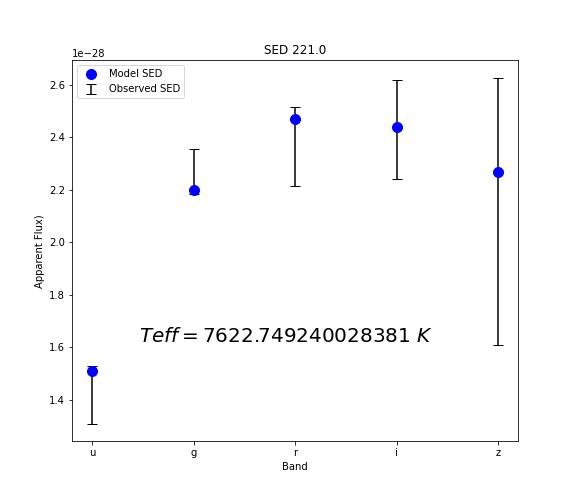 SED 221.0
1e−28
Model SED
Observed SED
2.6
2.4
2.2
2.0
1.8
1.6
1.4
Apparent Flux)
Teff = 7622.749240028381 K
u g r i z
Band